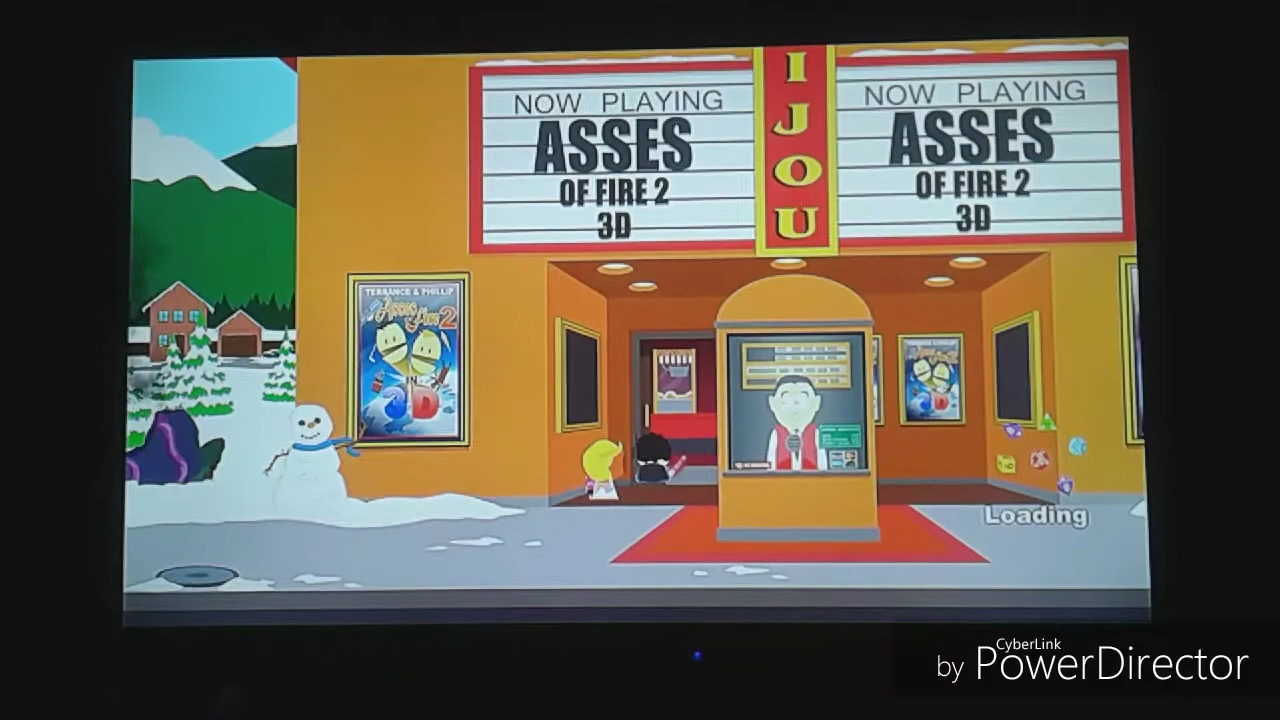 NOW PLAYING
ASSES
OF FIRE 2
3D
I
J
O
U
NOW PLAYING
ASSES
OF FIRE 2
3D
TERRANCE & PHILLIP
Asses of Fire 2
IN
3D
Loading
CyberLink
by PowerDirector